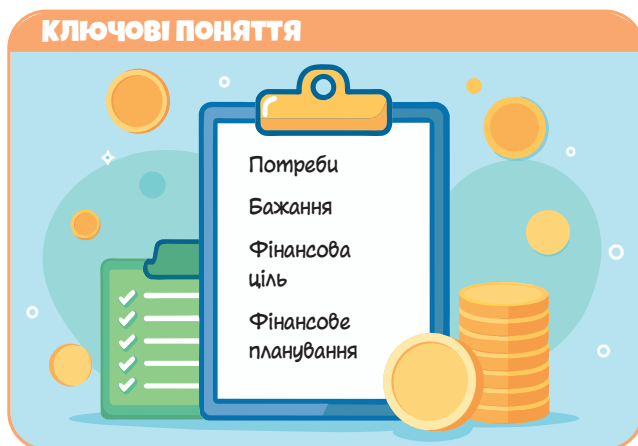 КЛЮЧОВІ ПОНЯТТЯ
Потреби
Бажання
Фінансова
ціль
Фінансове
планування